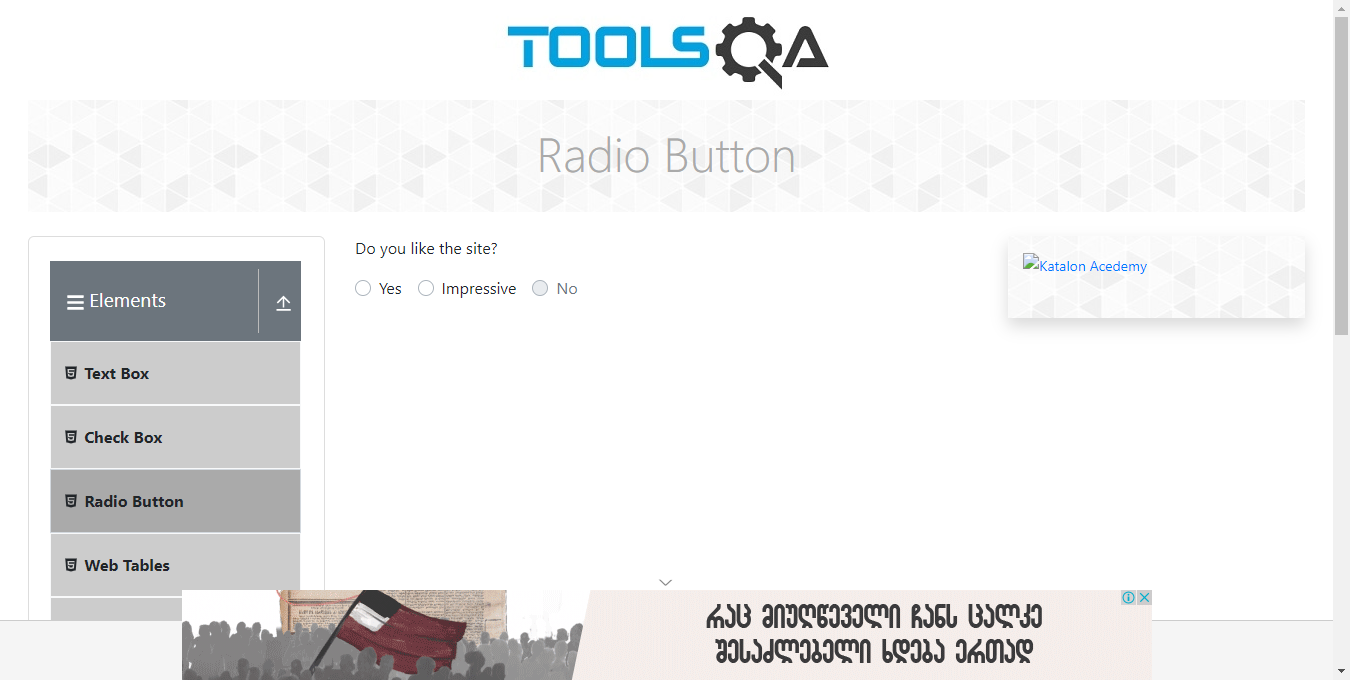 TOOLSQA
Radio Button
Elements
Text Box
Check Box
Radio Button
Web Tables
Do you like the site?
Yes Impressive No
Katalon Acedemy
რაც მიუღწეველი ჩანს ცალკე
შესაძლებელი ხდება ერთად